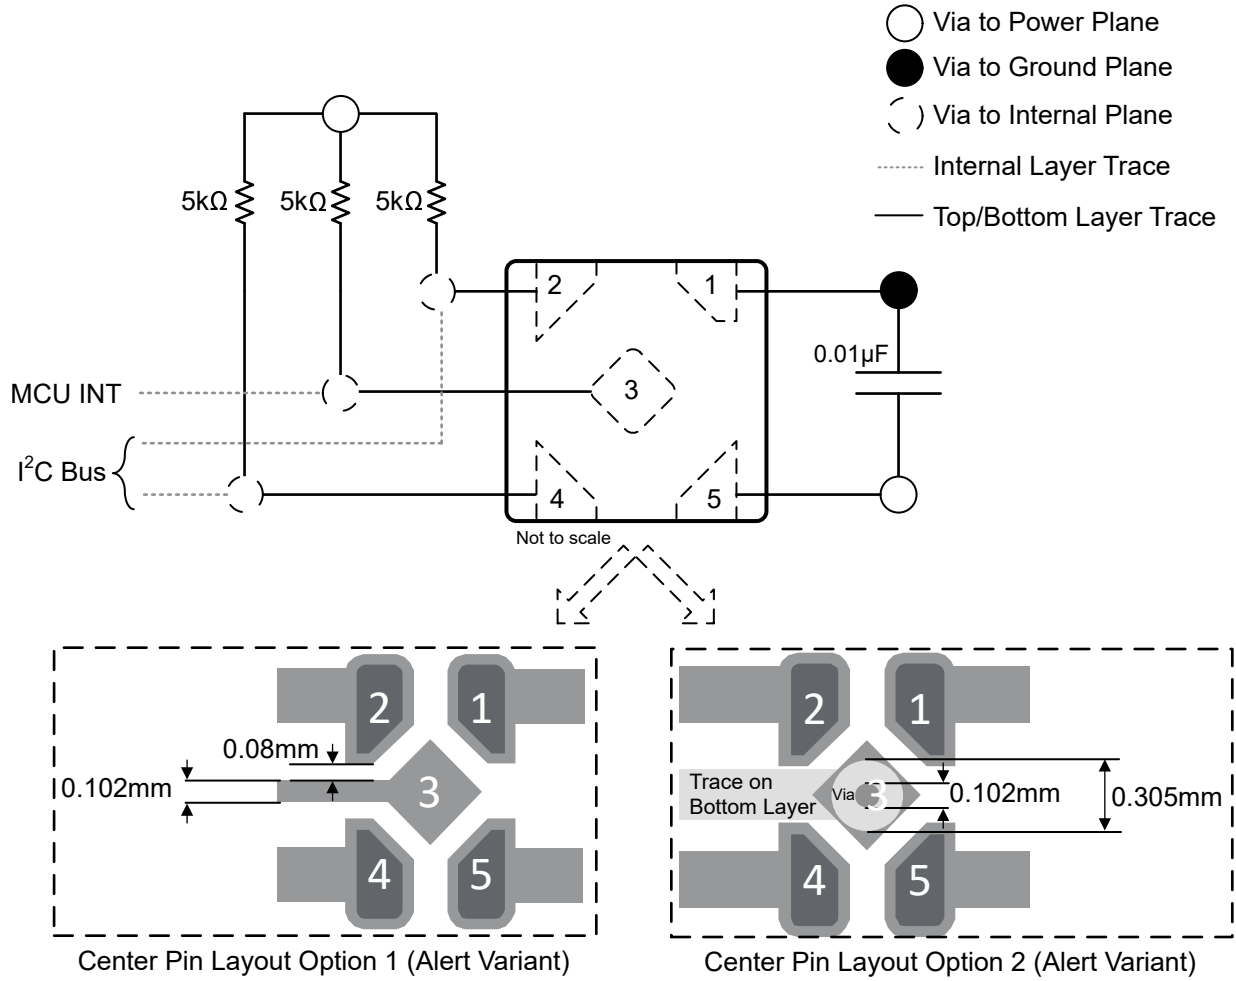 Via to Power Plane
Via to Ground Plane
Via to Internal Plane
Internal Layer Trace
Top/Bottom Layer Trace
5kΩ
5kΩ
5kΩ
2
1
0.01µF
MCU INT
3
I²C Bus
4
5
Not to scale
2
1
0.08mm
0.102mm
3
4
5
Center Pin Layout Option 1 (Alert Variant)
2
1
Trace on
Bottom Layer
Via
3
0.102mm
0.305mm
4
5
Center Pin Layout Option 2 (Alert Variant)